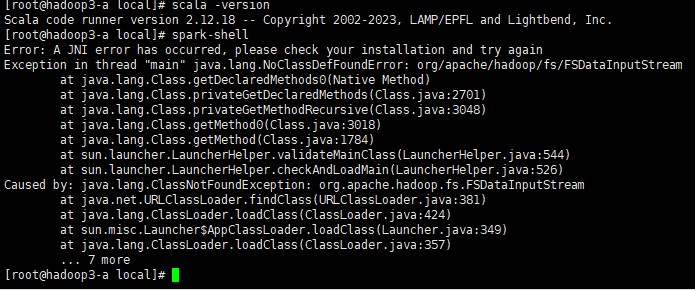 [root@hadoop3-a local]# scala -version
Scala code runner version 2.12.18 -- Copyright 2002-2023, LAMP/EPFL and Lightbend, Inc.
[root@hadoop3-a local]# spark-shell
Error: A JNI error has occurred, please check your installation and try again
Exception in thread "main" java.lang.NoClassDefFoundError: org/apache/hadoop/fs/FSDataInputStream
        at java.lang.Class.getDeclaredMethods0(Native Method)
        at java.lang.Class.privateGetDeclaredMethods(Class.java:2701)
        at java.lang.Class.privateGetMethodRecursive(Class.java:3048)
        at java.lang.Class.getMethod0(Class.java:3018)
        at java.lang.Class.getMethod(Class.java:1784)
        at sun.launcher.LauncherHelper.validateMainClass(LauncherHelper.java:544)
        at sun.launcher.LauncherHelper.checkAndLoadMain(LauncherHelper.java:526)
Caused by: java.lang.ClassNotFoundException: org.apache.hadoop.fs.FSDataInputStream
        at java.net.URLClassLoader.findClass(URLClassLoader.java:381)
        at java.lang.ClassLoader.loadClass(ClassLoader.java:424)
        at sun.misc.Launcher$AppClassLoader.loadClass(Launcher.java:349)
        at java.lang.ClassLoader.loadClass(ClassLoader.java:357)
        ... 7 more
[root@hadoop3-a local]#